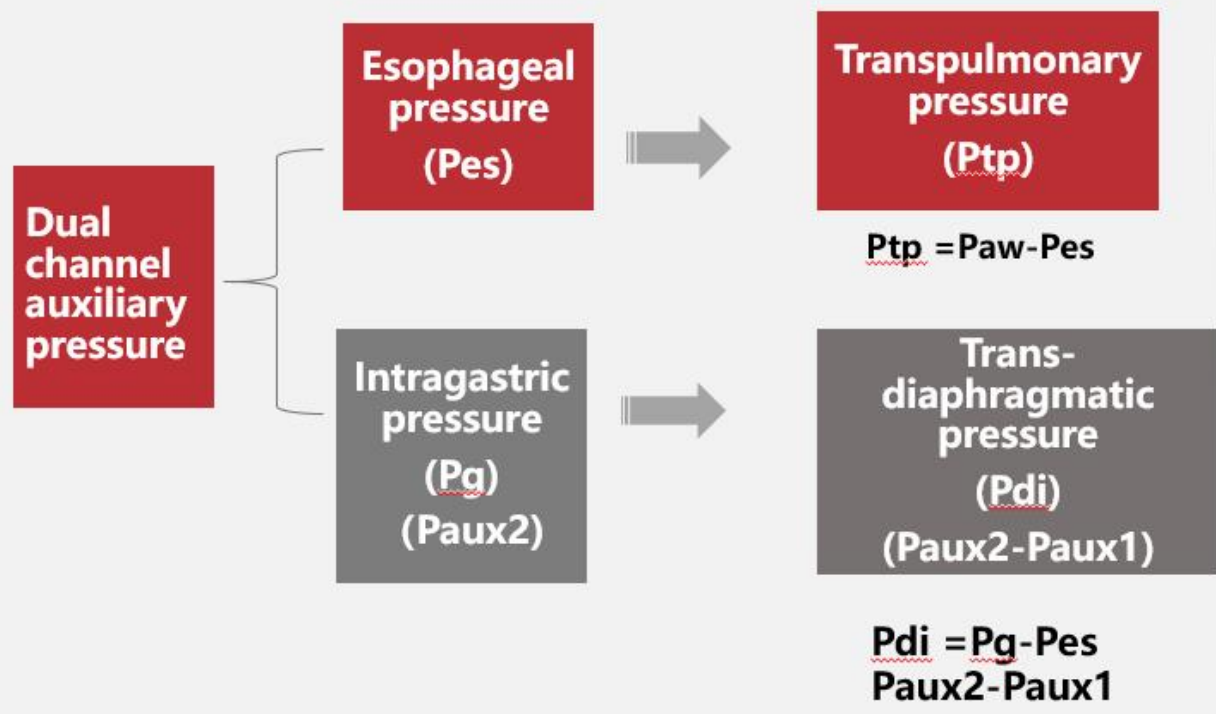 Dual
channel
auxiliary
pressure
Esophageal
pressure
(Pes)
Transpulmonary
pressure
(Ptp)
Ptp =Paw-Pes
Intragastric
pressure
(Pg)
(Paux2)
Trans-
diaphragmatic
pressure
(Pdi)
(Paux2-Paux1)
Pdi =Pg-Pes
Paux2-Paux1